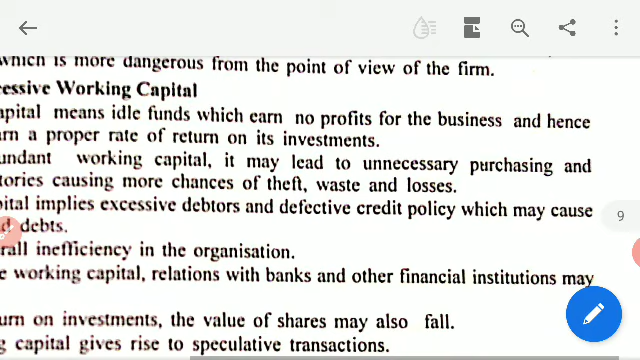 which is more dangerous from the point of view of the firm.
essive Working Capital
apital means idle funds which earn no profits for the business and hence
arn a proper rate of return on its investments.
undant working capital, it may lead to unnecessary purchasing and
tories causing more chances of theft, waste and losses.
pital implies excessive debtors and defective credit policy which may cause
d debts.
9
rall inefficiency in the organisation.
e working capital, relations with banks and other financial institutions may
urn on investments, the value of shares may also fall.
g capital gives rise to speculative transactions.